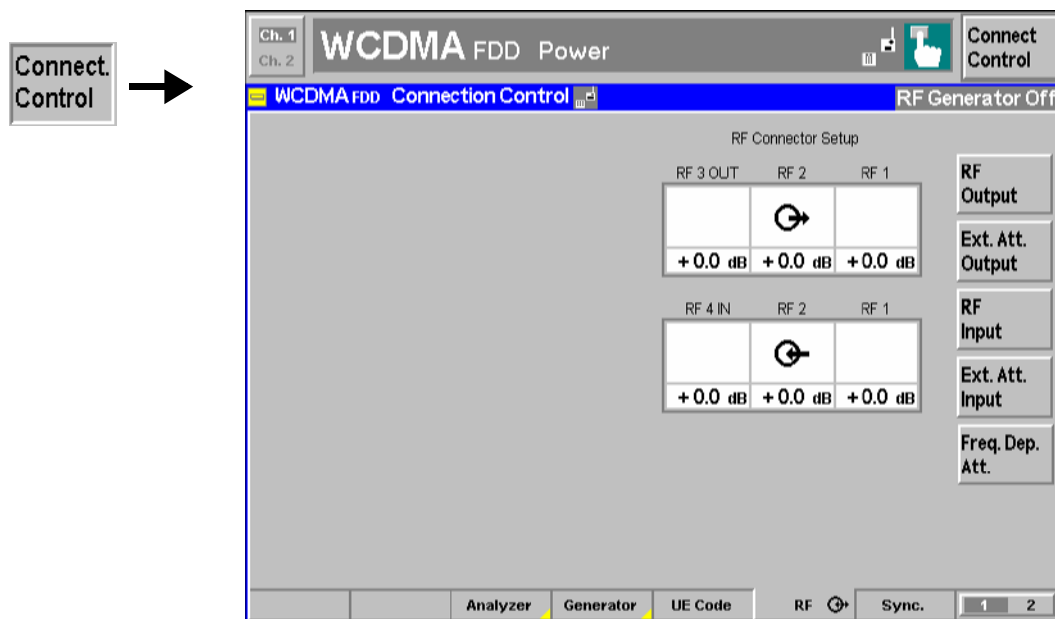 Connect.
Control
Ch. 1
Ch. 2
WCDMA FDD Power
Connect
Control
WCDMA FDD Connection Control
RF Generator Off
RF Connector Setup
RF 3 OUT RF 2 RF 1
+ 0.0 dB + 0.0 dB + 0.0 dB
RF 4 IN RF 2 RF 1
+ 0.0 dB + 0.0 dB + 0.0 dB
RF
Output
Ext. Att.
Output
RF
Input
Ext. Att.
Input
Freq. Dep.
Att.
Analyzer Generator UE Code RF Sync. 1 2